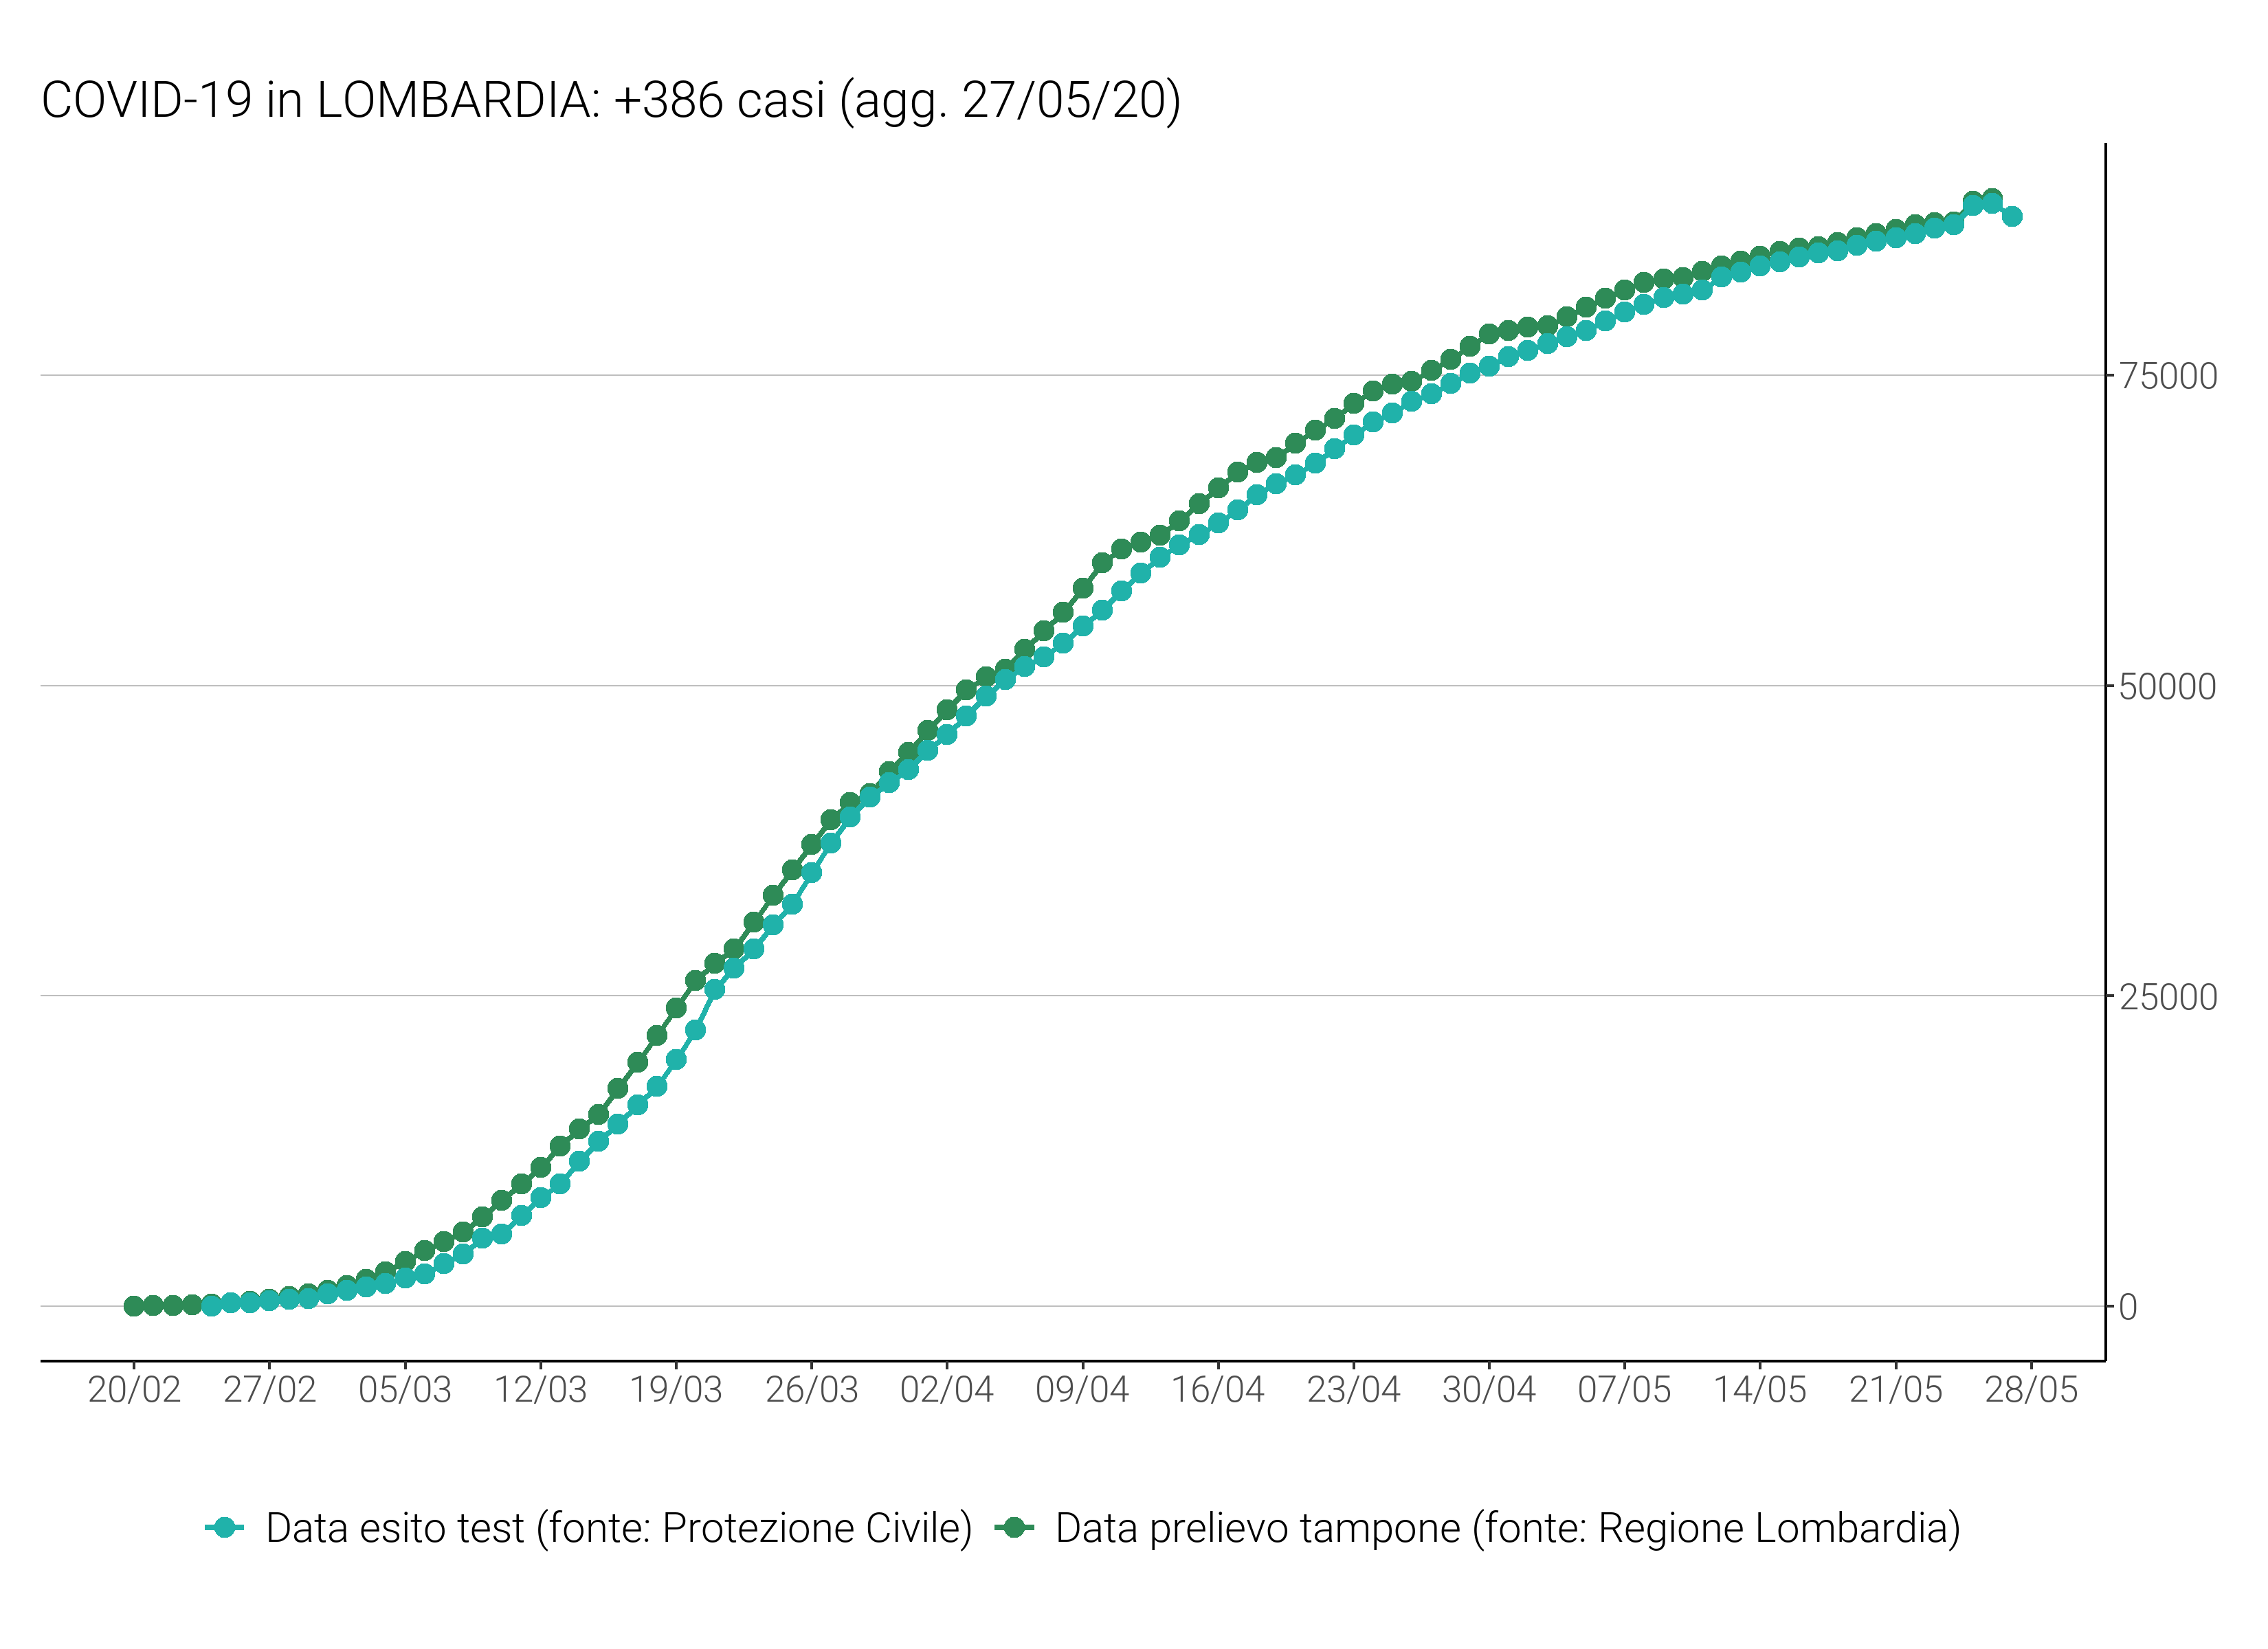 COVID-19 in LOMBARDIA: +386 casi (agg. 27/05/20)
75000
50000
25000
0
20/02 27/02 05/03 12/03 19/03 26/03 02/04 09/04 16/04 23/04 30/04 07/05 14/05 21/05 28/05
Data esito test (fonte: Protezione Civile) Data prelievo tampone (fonte: Regione Lombardia)